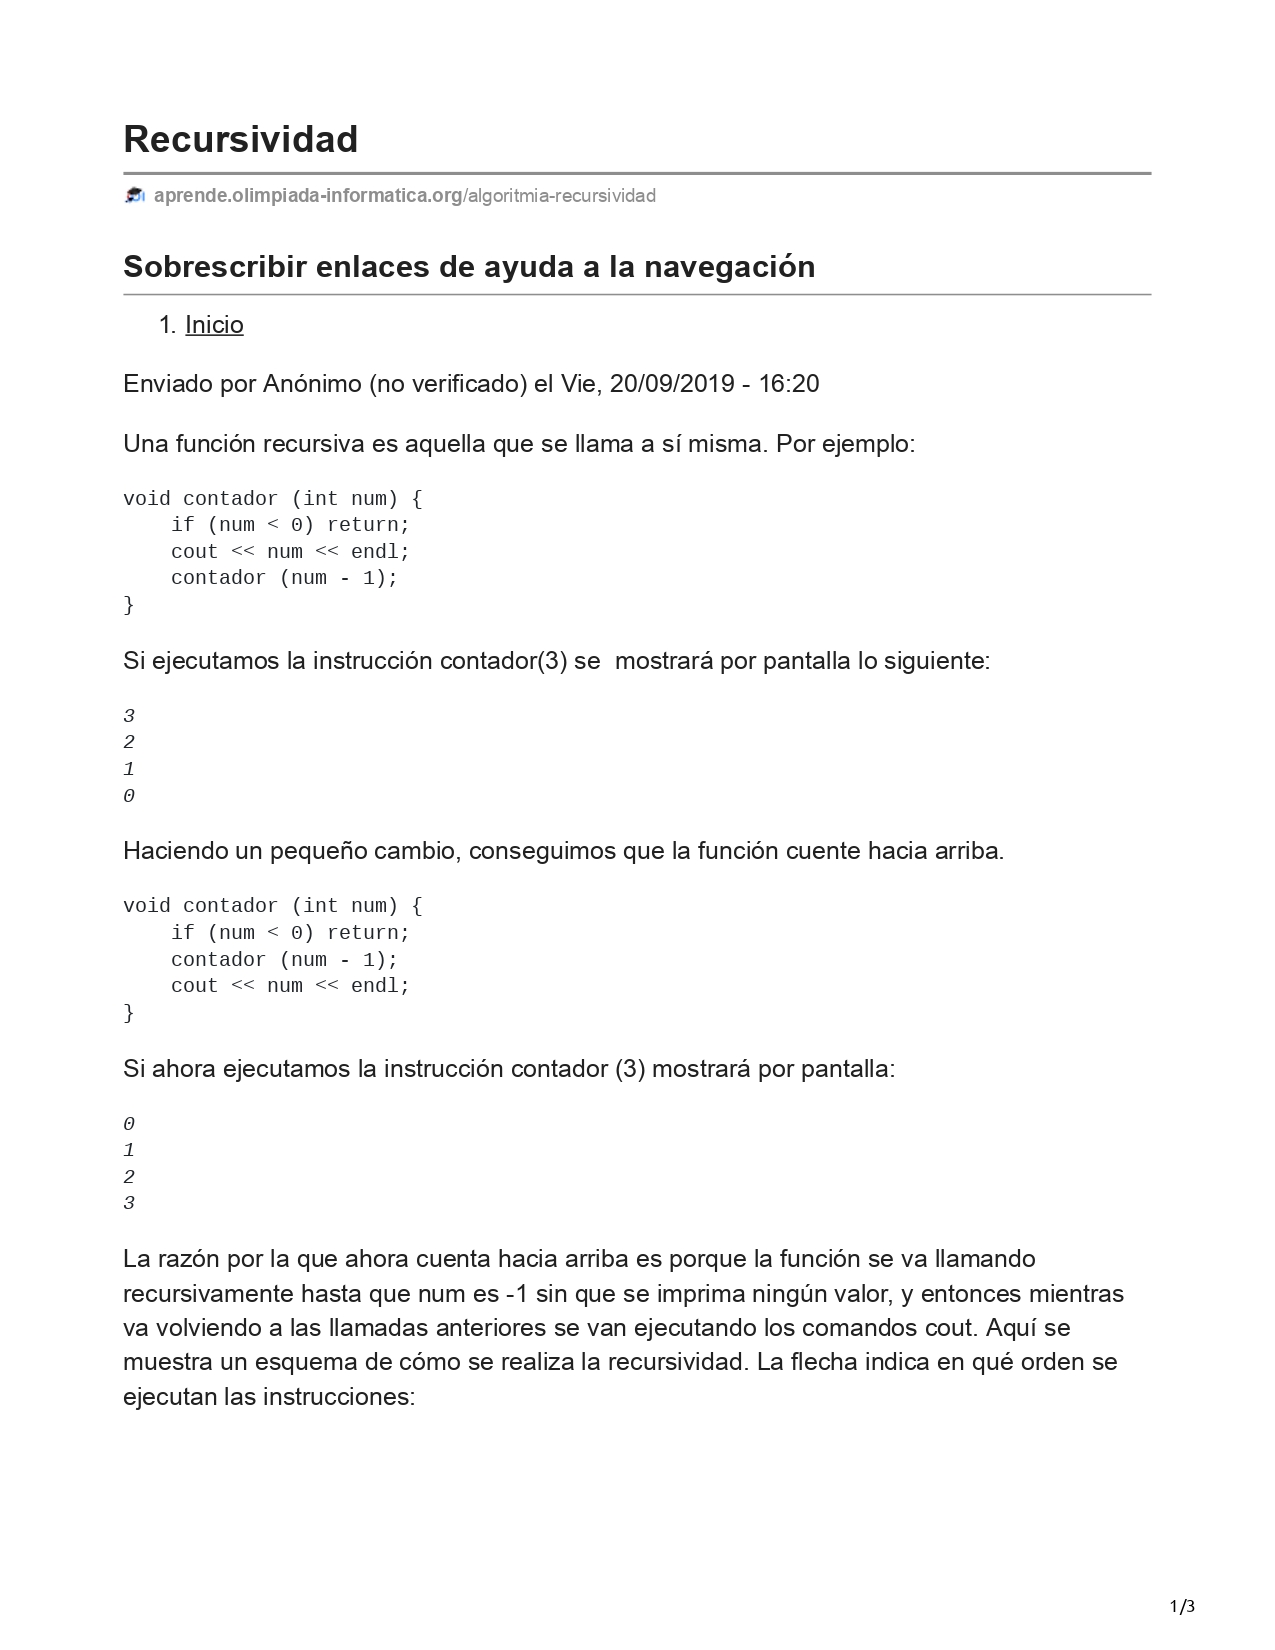 Recursividad
aprende.olimpiada-informatica.org/algoritmia-recursividad
Sobrescribir enlaces de ayuda a la navegación
1. Inicio
Enviado por Anónimo (no verificado) el Vie, 20/09/2019 - 16:20
Una función recursiva es aquella que se llama a sí misma. Por ejemplo:
void contador (int num) {
    if (num < 0) return;
    cout << num << endl;
    contador (num - 1);
}
Si ejecutamos la instrucción contador(3) se  mostrará por pantalla lo siguiente:
3
2
1
0
Haciendo un pequeño cambio, conseguimos que la función cuente hacia arriba.
void contador (int num) {
    if (num < 0) return;
    contador (num - 1);
    cout << num << endl;
}
Si ahora ejecutamos la instrucción contador (3) mostrará por pantalla:
0
1
2
3
La razón por la que ahora cuenta hacia arriba es porque la función se va llamando
recursivamente hasta que num es -1 sin que se imprima ningún valor, y entonces mientras
va volviendo a las llamadas anteriores se van ejecutando los comandos cout. Aquí se
muestra un esquema de cómo se realiza la recursividad. La flecha indica en qué orden se
ejecutan las instrucciones:
1/3